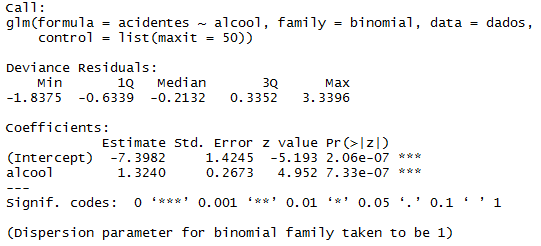 Call:
glm(formula = acidentes ~ alcool, family = binomial, data = dados,
    control = list(maxit = 50))
Deviance Residuals:
    Min      1Q  Median      3Q     Max
-1.8375 -0.6339 -0.2132  0.3352  3.3396
Coefficients:
            Estimate Std. Error z value Pr(>|z|)
(Intercept)  -7.3982     1.4245  -5.193 2.06e-07 ***
alcool        1.3240     0.2673   4.952 7.33e-07 ***
---
Signif. codes:  0 ‘***’ 0.001 ‘**’ 0.01 ‘*’ 0.05 ‘.’ 0.1 ‘ ’ 1
(Dispersion parameter for binomial family taken to be 1)